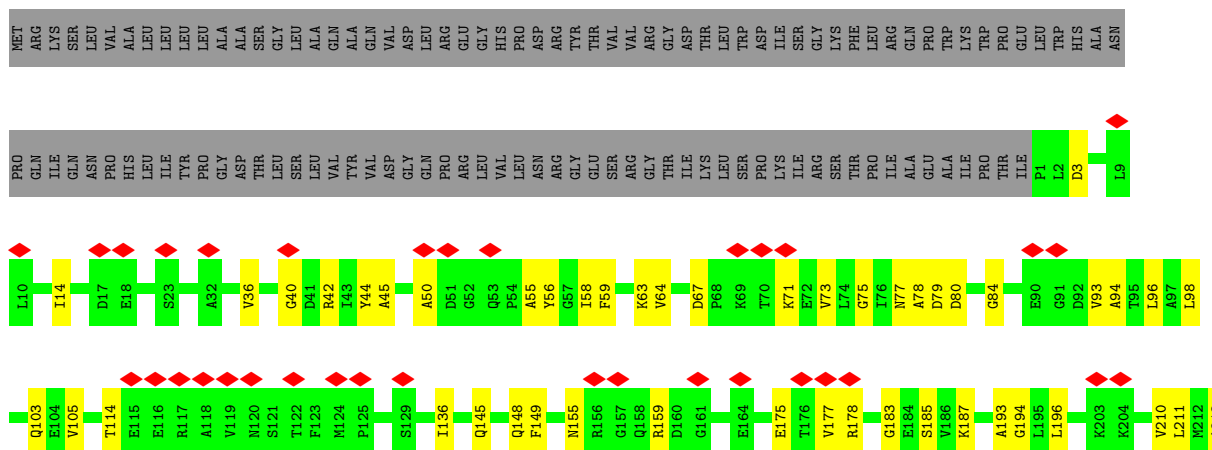 MET ARG LYS SER LEU VAL ALA LEU LEU LEU LEU ALA ALA SER GLY LEU ALA GLN ALA GLN VAL ASP LEU ARG GLU GLY HIS PRO ASP ARG TYR THR VAL VAL ARG GLY ASP THR LEU TRP ASP ILE SER GLY LYS PHE LEU ARG GLN PRO TRP LYS TRP PRO GLU LEU TRP HIS ALA ASN
PRO GLN ILE GLN ASN PRO HIS LEU ILE TYR PRO GLY ASP THR LEU SER LEU VAL TYR VAL ASP GLY GLN PRO ARG LEU VAL LEU ASN ARG GLY GLU SER ARG GLY THR ILE LYS LEU SER PRO LYS ILE ARG SER THR PRO ILE ALA GLU ALA ILE PRO THR ILE P1 L2 D3 L9
L10 I14 D17 E18 S23 A32 V36 G40 D41 R42 I43 Y44 A45 A50 D51 G52 Q53 P54 A55 Y56 G57 I58 F59 K63 V64 D67 P68 K69 T70 K71 E72 V73 L74 G75 I76 N77 A78 D79 D80 G84 E90 G91 D92 V93 A94 T95 L96 A97 L98
Q103 E104 V105 T114 E115 E116 R117 A118 V119 N120 S121 T122 F123 M124 P125 S129 I136 Q145 Q148 F149 N155 R156 G157 Q158 R159 D160 G161 E164 E175 T176 V177 R178 G183 E184 S185 V186 K187 A193 G194 L195 L196 K203 K204 V210 L211 M212